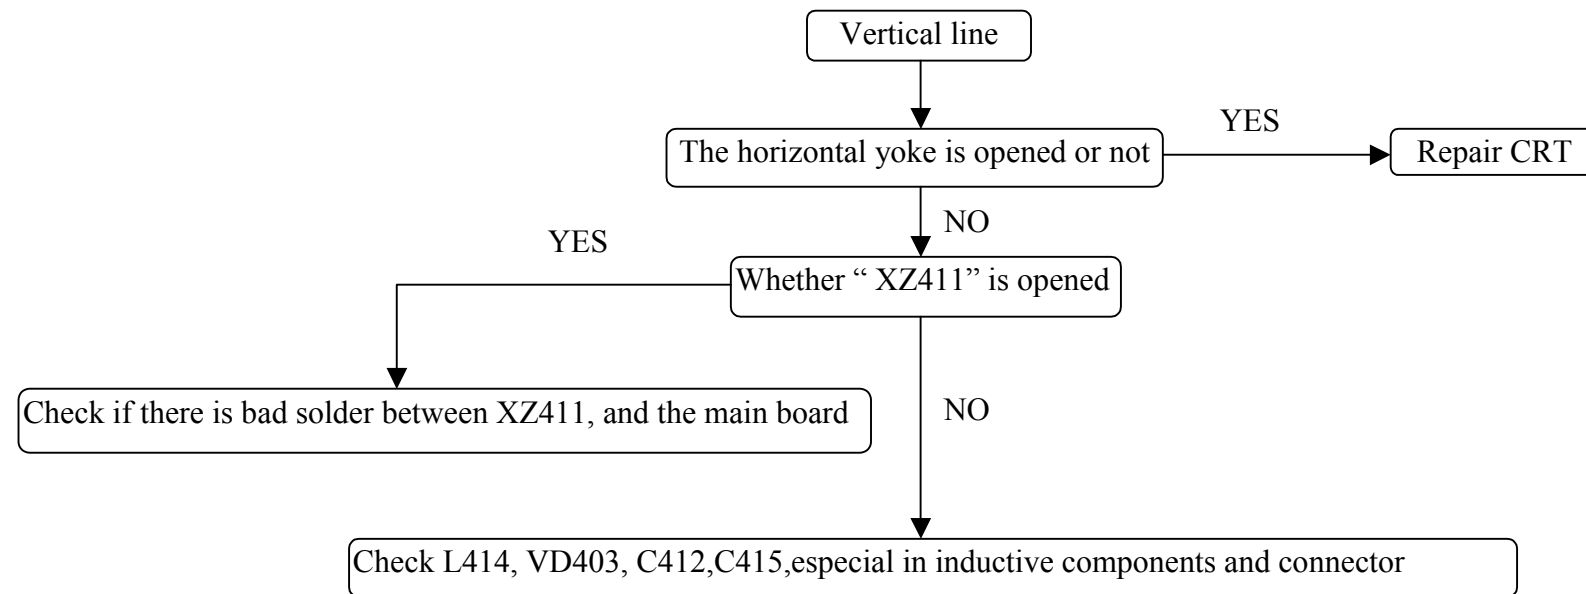 Vertical line
YES
The horizontal yoke is opened or not
Repair CRT
NO
YES
Whether “ XZ411” is opened
Check if there is bad solder between XZ411, and the main board
NO
Check L414, VD403, C412,C415,especial in inductive components and connector